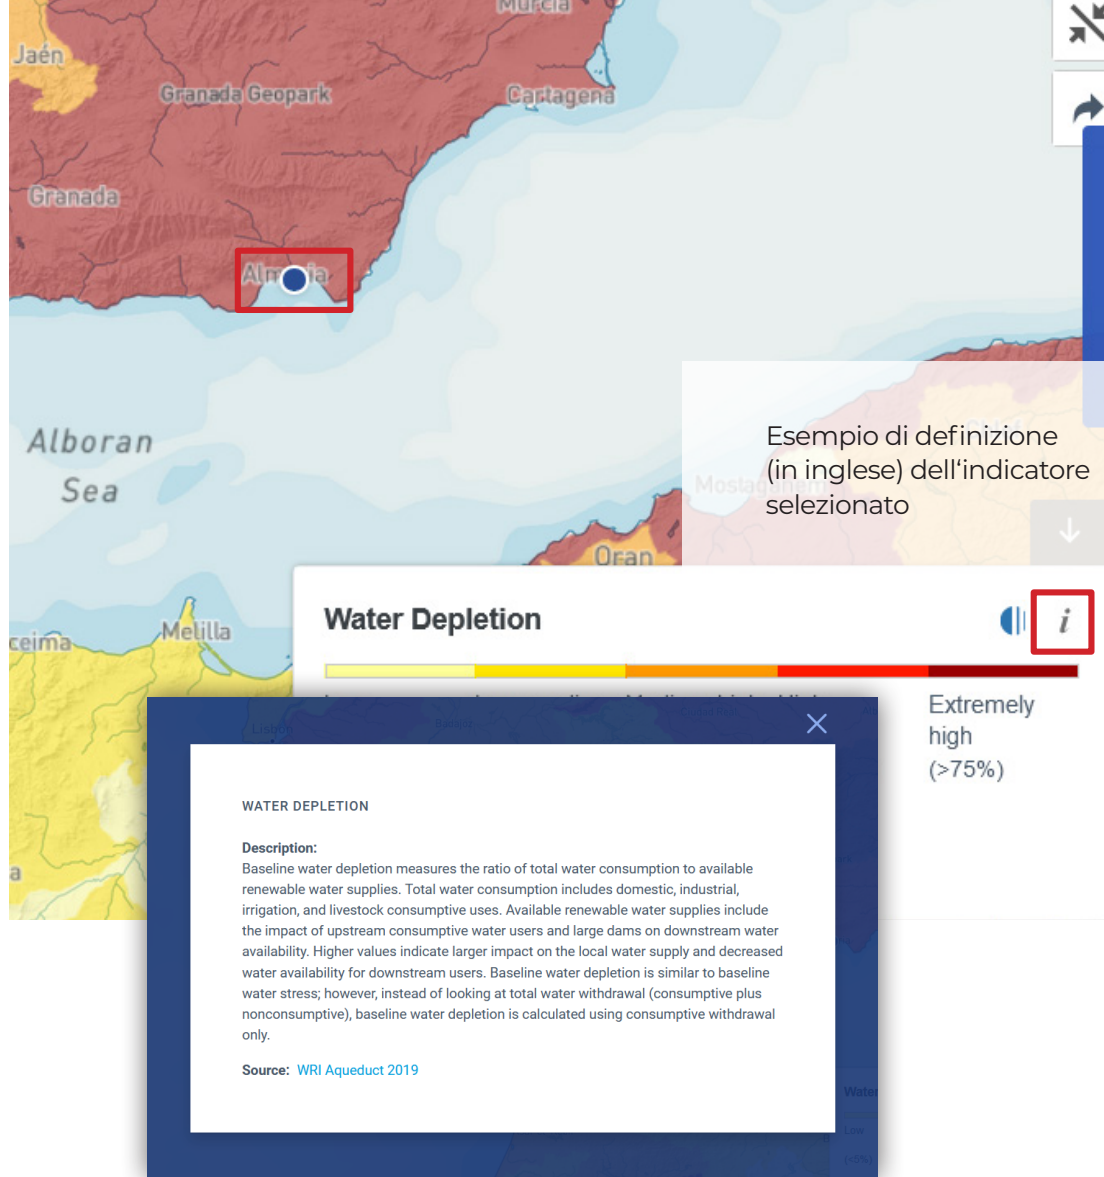 Murcia
Jaén
Granada Geopark
Cartagena
Granada
Alboran
Sea
Esempio di definizione
(in inglese) dell‘indicatore
selezionato
Oran
Melilla
Water Depletion
i
Extremely
high
(>75%)
WATER DEPLETION
Description:
Baseline water depletion measures the ratio of total water consumption to available
renewable water supplies. Total water consumption includes domestic, industrial,
irrigation, and livestock consumptive uses. Available renewable water supplies include
the impact of upstream consumptive water users and large dams on downstream water
availability. Higher values indicate larger impact on the local water supply and decreased
water availability for downstream users. Baseline water depletion is similar to baseline
water stress; however, instead of looking at total water withdrawal (consumptive plus
nonconsumptive), baseline water depletion is calculated using consumptive withdrawal
only.
Source: WRI Aqueduct 2019
Low
(<5%)